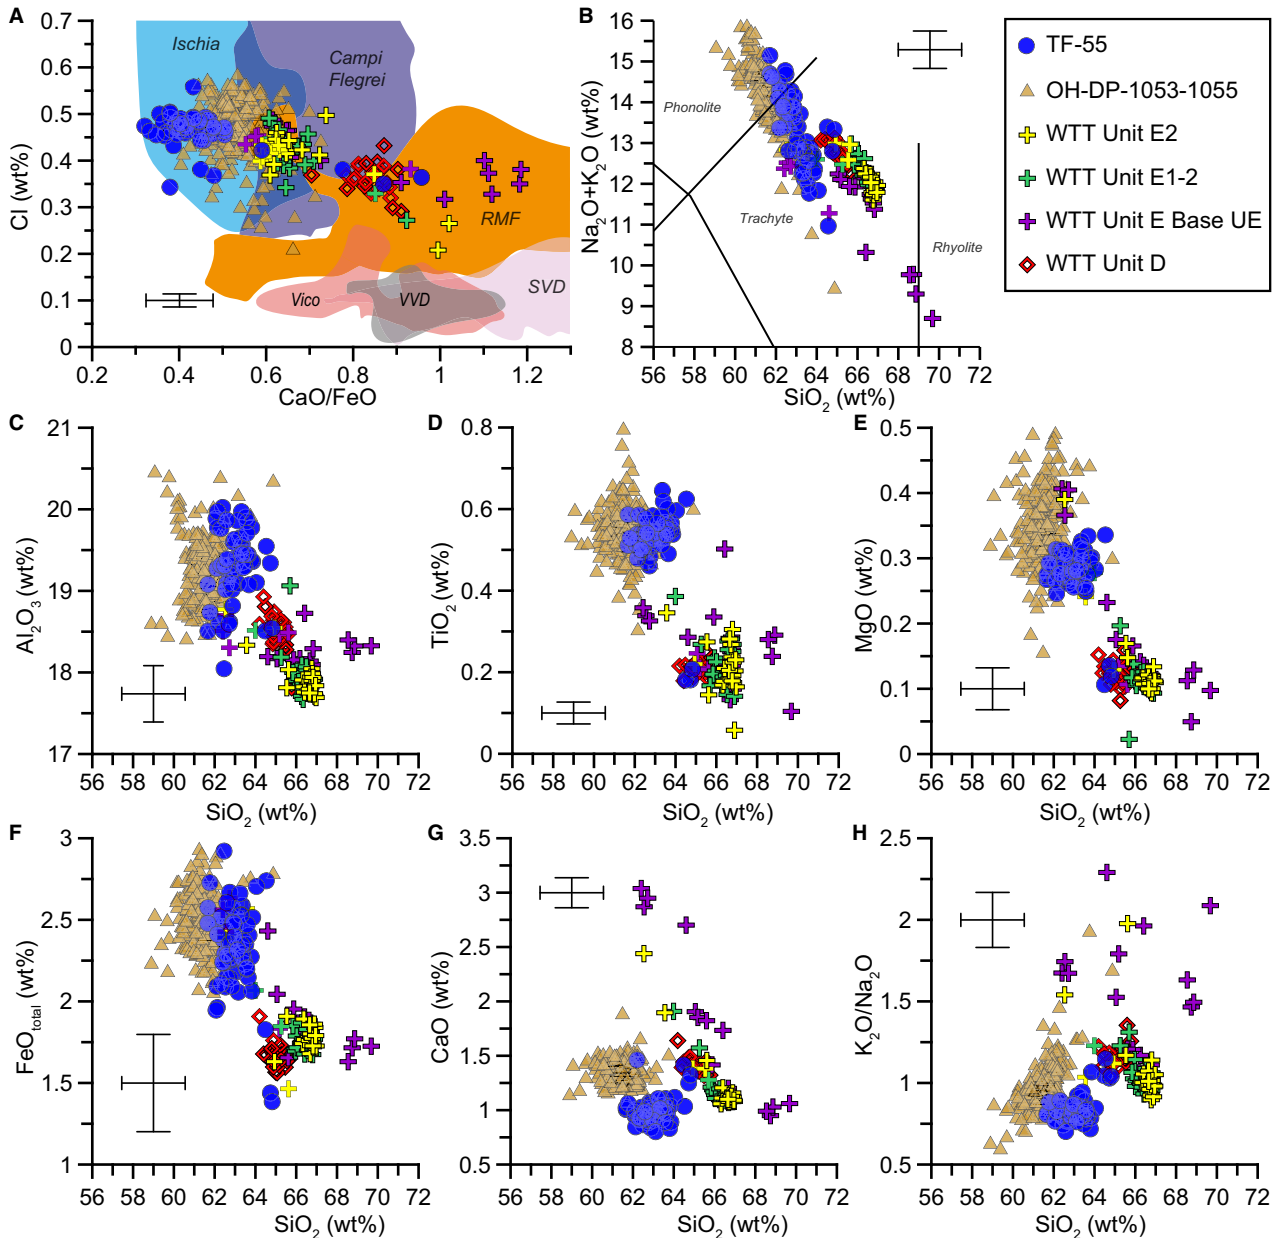 A
0.7
0.6
0.5
0.4
0.3
0.2
0.1
0
Cl (wt%)
Ischia
Campi
Flegrei
RMF
Vico
VVD
SVD
0.2
0.4
0.6
0.8
1
1.2
CaO/FeO
B
16
15
14
13
12
11
10
9
8
Na₂O+K₂O (wt%)
Phonolite
Trachyte
Rhyolite
56 58 60 62 64 66 68 70 72
SiO₂ (wt%)
TF-55
OH-DP-1053-1055
WTT Unit E2
WTT Unit E1-2
WTT Unit E Base UE
WTT Unit D
C
21
20
19
18
17
Al₂O₃ (wt%)
56 58 60 62 64 66 68 70 72
SiO₂ (wt%)
D
0.8
0.6
0.4
0.2
0
TiO₂ (wt%)
56 58 60 62 64 66 68 70 72
SiO₂ (wt%)
E
0.5
0.4
0.3
0.2
0.1
0
MgO (wt%)
56 58 60 62 64 66 68 70 72
SiO₂ (wt%)
F
3
2.5
2
1.5
1
FeOtotal (wt%)
56 58 60 62 64 66 68 70 72
SiO₂ (wt%)
G
3.5
3
2.5
2
1.5
1
0.5
CaO (wt%)
56 58 60 62 64 66 68 70 72
SiO₂ (wt%)
H
2.5
2
1.5
1
0.5
K₂O/Na₂O
56 58 60 62 64 66 68 70 72
SiO₂ (wt%)